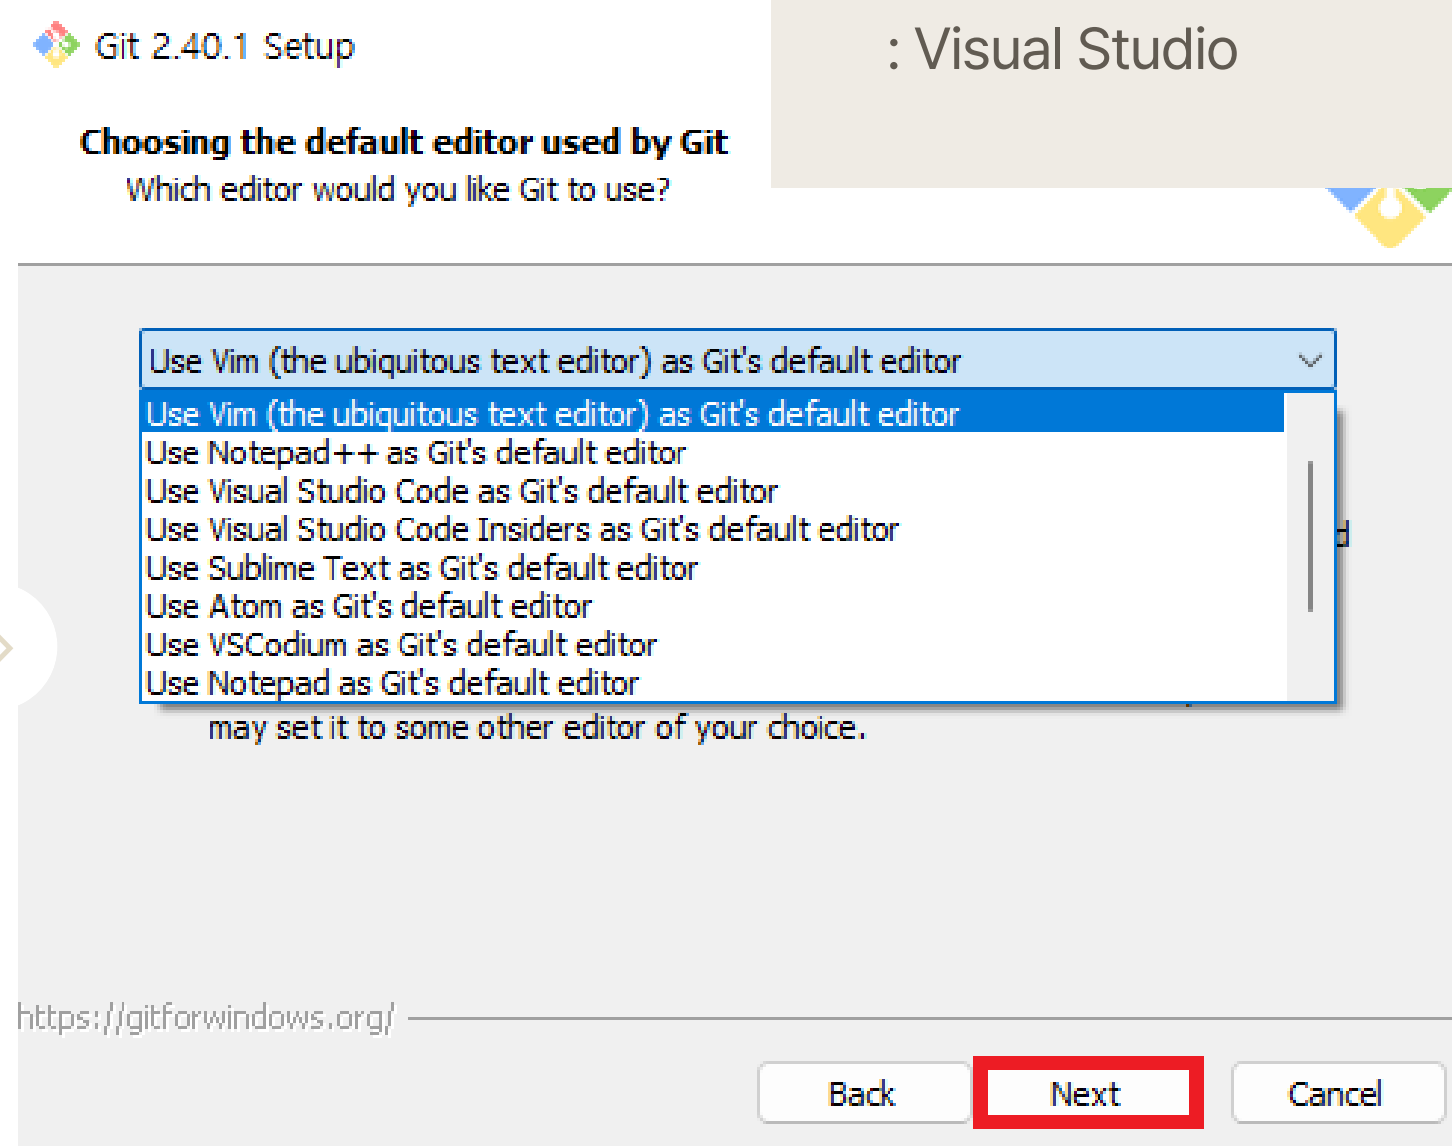 Git 2.40.1 Setup
: Visual Studio
Choosing the default editor used by Git
Which editor would you like Git to use?
Use Vim (the ubiquitous text editor) as Git's default editor
Use Vim (the ubiquitous text editor) as Git's default editor
Use Notepad++ as Git's default editor
Use Visual Studio Code as Git's default editor
Use Visual Studio Code Insiders as Git's default editor
Use Sublime Text as Git's default editor
Use Atom as Git's default editor
Use VSCodium as Git's default editor
Use Notepad as Git's default editor
may set it to some other editor of your choice.
https://gitforwindows.org/
Back
Next
Cancel